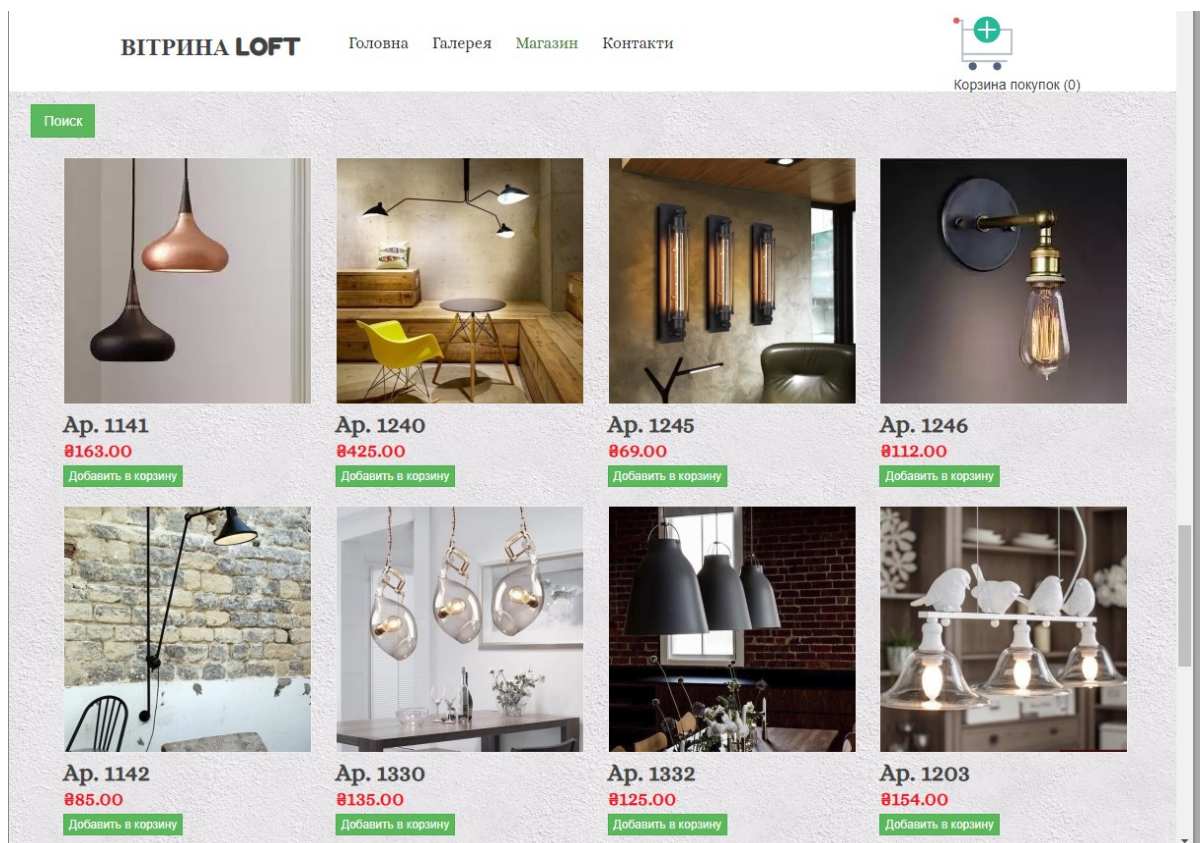 ВІТРИНА LOFT
Головна Галерея Магазин Контакти
Корзина покупок (0)
Поиск
Ар. 1141
₴163.00
Добавить в корзину
Ар. 1240
₴425.00
Добавить в корзину
Ар. 1245
₴69.00
Добавить в корзину
Ар. 1246
₴112.00
Добавить в корзину
Ар. 1142
₴85.00
Добавить в корзину
Ар. 1330
₴135.00
Добавить в корзину
Ар. 1332
₴125.00
Добавить в корзину
Ар. 1203
₴154.00
Добавить в корзину